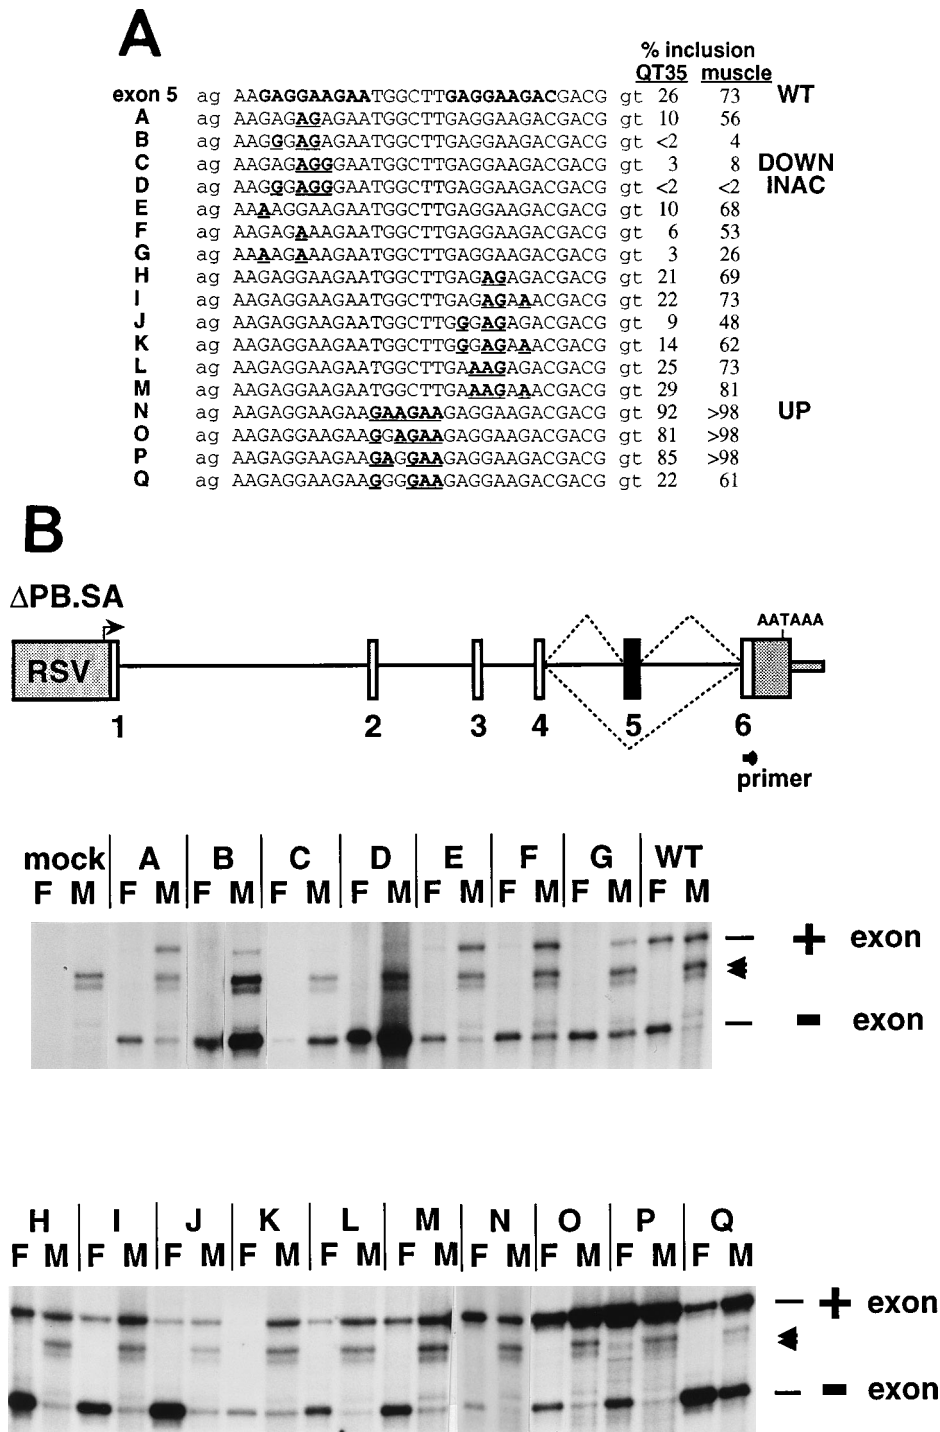 A
% inclusion
QT35 muscle
exon 5 ag AAGAGGAAGAATGGCTTGAGGAAGACGACG gt 26 73 WT
A ag AAGAGAGAGAATGGCTTGAGGAAGACGACG gt 10 56
B ag AAGGGAGAGAATGGCTTGAGGAAGACGACG gt <2 4
C ag AAGAGAGGGAATGGCTTGAGGAAGACGACG gt 3 8 DOWN
D ag AAGGGAGGGAATGGCTTGAGGAAGACGACG gt <2 <2 INAC
E ag AAAAGGAAGAATGGCTTGAGGAAGACGACG gt 10 68
F ag AAGAGAAAGAATGGCTTGAGGAAGACGACG gt 6 53
G ag AAAAGAAAGAATGGCTTGAGGAAGACGACG gt 3 26
H ag AAGAGGAAGAATGGCTTGAGAGAGACGACG gt 21 69
I ag AAGAGGAAGAATGGCTTGAGAGAAACGACG gt 22 73
J ag AAGAGGAAGAATGGCTTGGGAGAGACGACG gt 9 48
K ag AAGAGGAAGAATGGCTTGGGAGAAACGACG gt 14 62
L ag AAGAGGAAGAATGGCTTGAAAGAGACGACG gt 25 73
M ag AAGAGGAAGAATGGCTTGAAAGAAACGACG gt 29 81
N ag AAGAGGAAGAAGAAGAAGAGGAAGACGACG gt 92 >98 UP
O ag AAGAGGAAGAAGGAGAAGAGGAAGACGACG gt 81 >98
P ag AAGAGGAAGAAGAGGAAGAGGAAGACGACG gt 85 >98
Q ag AAGAGGAAGAAGGGGAAGAGGAAGACGACG gt 22 61
B
ΔPB.SA
AATAAA
RSV
1 2 3 4 5 6
primer
mock A B C D E F G WT
F M F M F M F M F M F M F M F M F M
+ exon
- exon
H I J K L M N O P Q
F M F M F M F M F M F M F M F M F M F M
+ exon
- exon